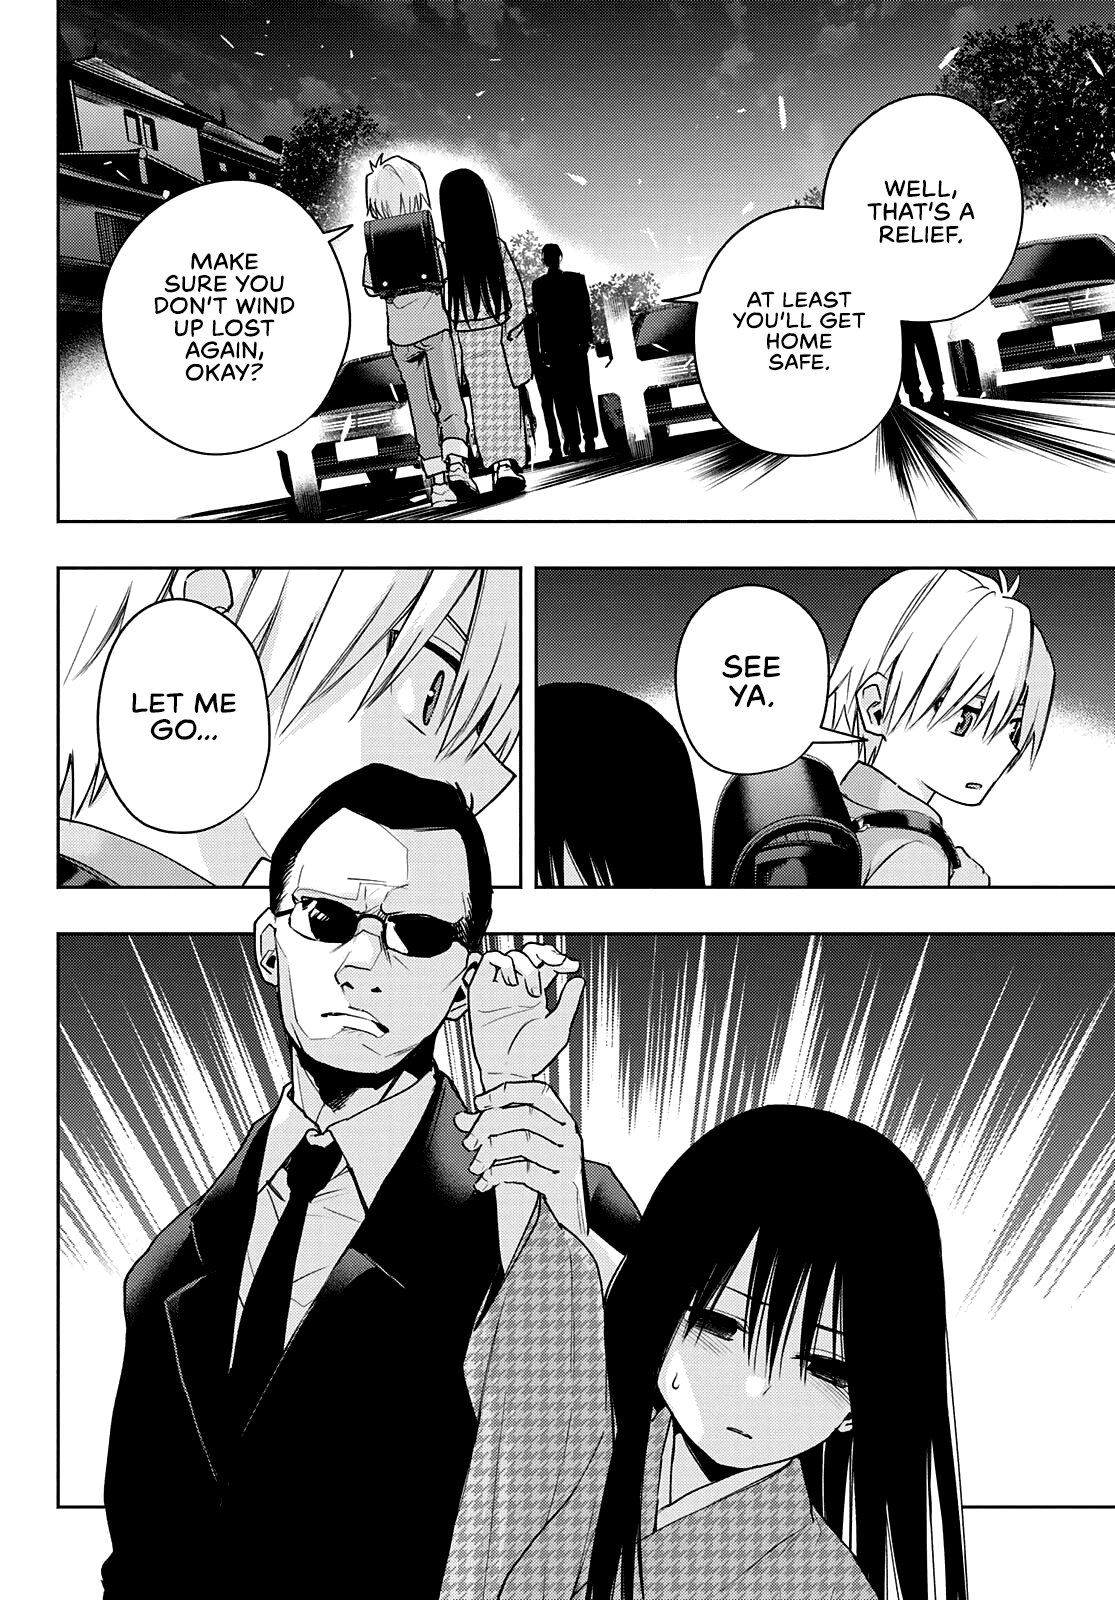 WELL,
THAT'S A
RELIEF.
AT LEAST
YOU'LL GET
HOME
SAFE.
MAKE
SURE YOU
DON'T WIND
UP LOST
AGAIN,
OKAY?
SEE
YA.
LET ME
GO...